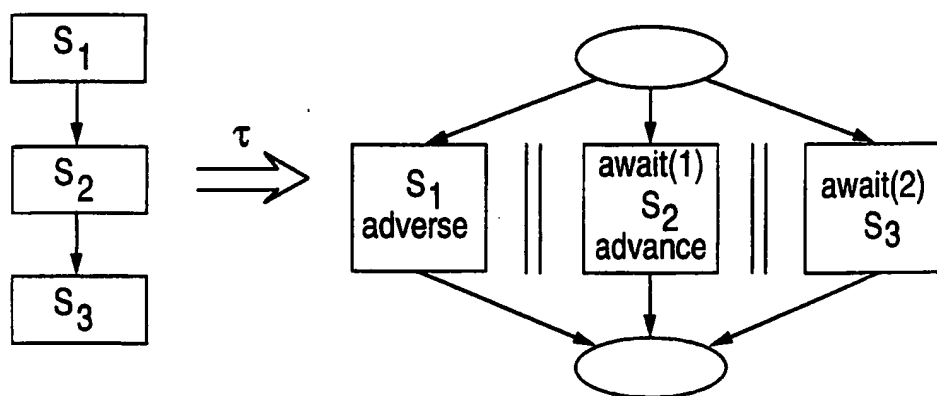 S1
S2
S3
τ
S1
adverse
await(1)
S2
advance
await(2)
S3